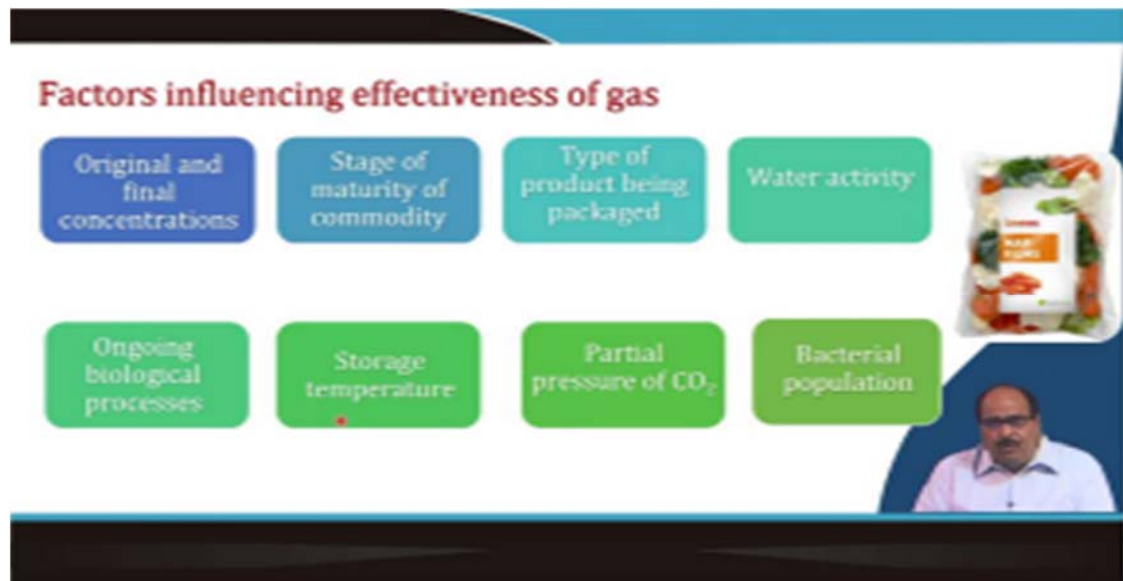 Factors influencing effectiveness of gas
Original and
final
concentrations
Stage of
maturity of
commodity
Type of
product being
packaged
Water activity
Ongoing
biological
processes
Storage
temperature
Partial
pressure of CO₂
Bacterial
population